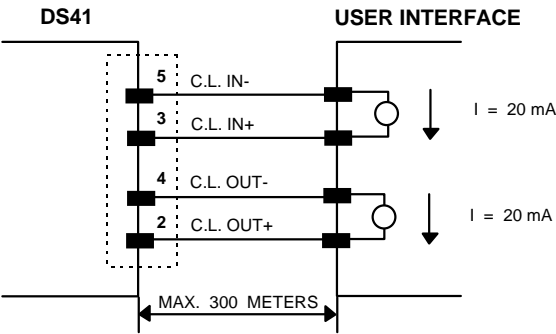 DS41 USER INTERFACE
5 C.L. IN-
I = 20 mA
3 C.L. IN+
4 C.L. OUT-
I = 20 mA
2 C.L. OUT+
MAX. 300 METERS